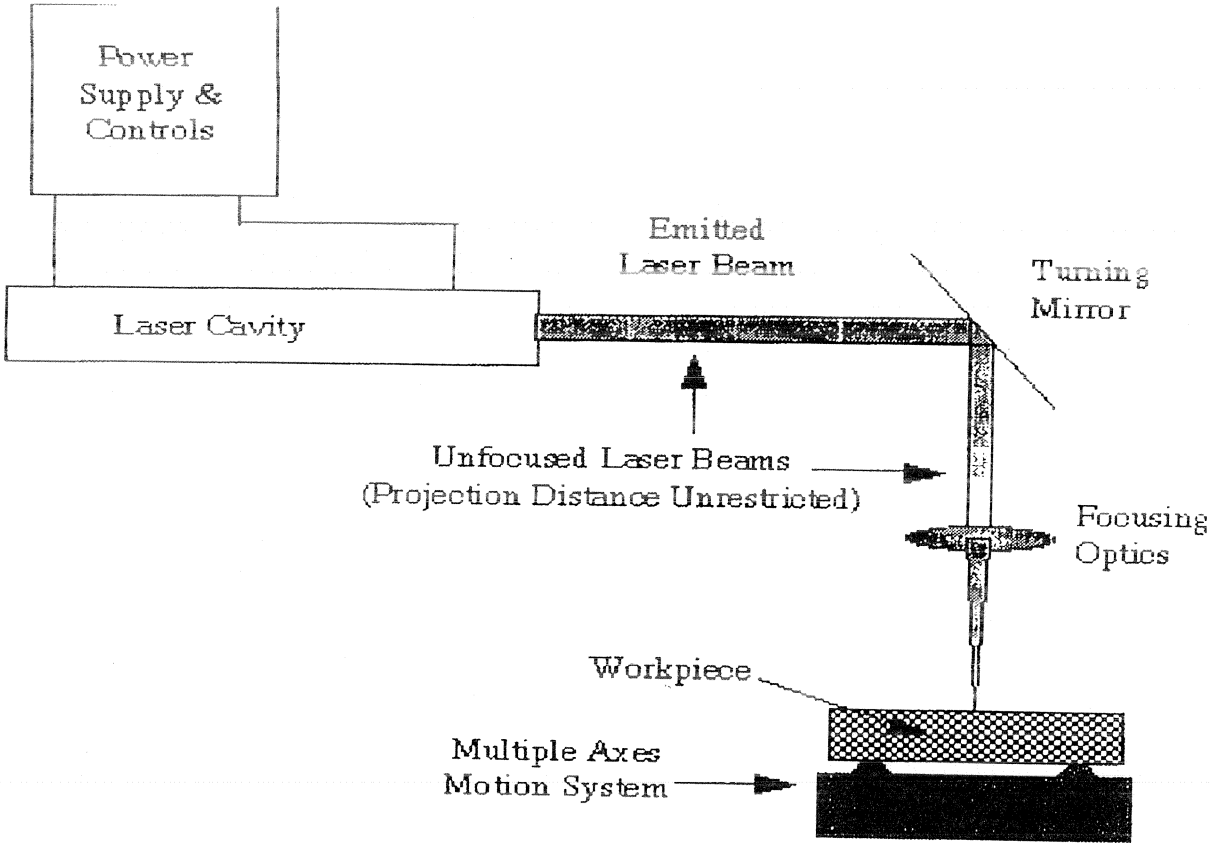 Power
Supply &
Controls
Emitted
Laser Beam
Turning
Mirror
Laser Cavity
Unfocused Laser Beams
(Projection Distance Unrestricted)
Focusing
Optics
Workpiece
Multiple Axes
Motion System